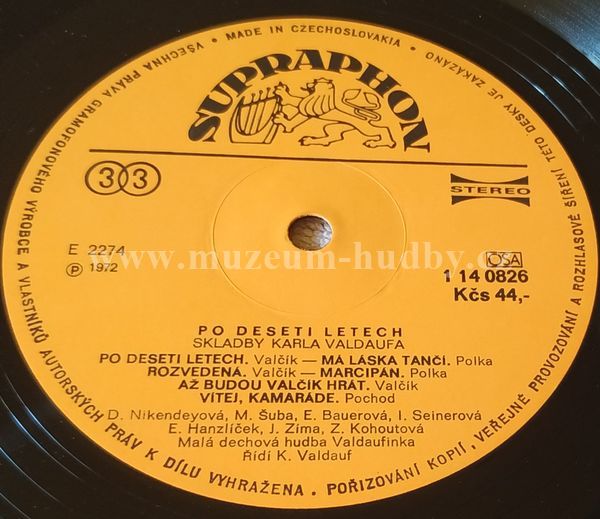 VŠECHNA PRÁVA GRAMOFONOVÉHO VÝROBCE A VLASTNÍKŮ AUTORSKÝCH PRÁV K DÍLU VYHRAŽENA • POŘIZOVÁNÍ KOPIÍ, VEŘEJNÉ PROVOZOVÁNÍ A ROZHLASOVÉ ŠÍŘENÍ TÉTO DESKY JE ZAKÁZÁNO • MADE IN CZECHOSLOVAKIA •
SUPRAPHON
33
STEREO
E 2274
Ⓟ 1972
www.muzeum-hudby.cz
OSA
1 14 0826
Kčs 44,-
PO DESETI LETECH
SKLADBY KARLA VALDAUFA
PO DESETI LETECH. Valčík — MÁ LÁSKA TANČÍ. Polka
ROZVEDENÁ. Valčík — MARCIPÁN. Polka
AŽ BUDOU VALČÍK HRÁT. Valčík
VÍTEJ, KAMARÁDE. Pochod
D. Nikendeyová, M. Šuba, E. Bauerová, I. Seinerová
E. Hanzlíček, J. Zíma, Z. Kohoutová
Malá dechová hudba Valdaufinka
Řídí K. Valdauf